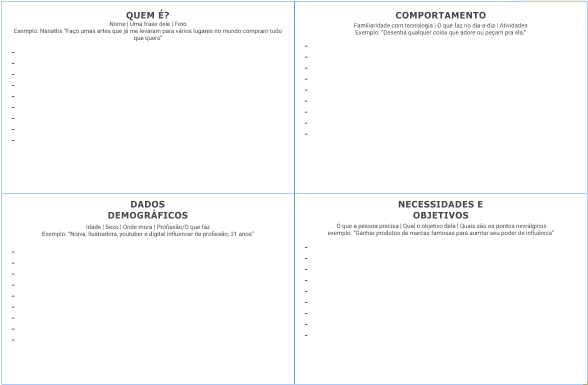 QUEM É?
Nome | Uma frase dele | Foto
Exemplo: Nanaths “Faço umas artes que já me levaram para vários lugares no mundo compram tudo
que quero”
-
-
-
-
-
-
-
-
-
COMPORTAMENTO
Familiaridade com tecnologia | O que faz no dia-a-dia | Atividades
Exemplo: “Desenha qualquer coisa que adore ou peçam pra ela;”
-
-
-
-
-
-
-
-
-
DADOS
DEMOGRÁFICOS
Idade | Sexo | Onde mora | Profissão/O que faz
Exemplo: “Noiva; Ilustradora, youtuber e digital influencer de profissão; 31 anos”
-
-
-
-
-
-
-
-
-
NECESSIDADES E
OBJETIVOS
O que a pessoa precisa | Qual o objetivo dela | Quais são os pontos nevrálgicos
exemplo: “Ganhar produtos de marcas famosas para aumtar seu poder de influência”
-
-
-
-
-
-
-
-
-